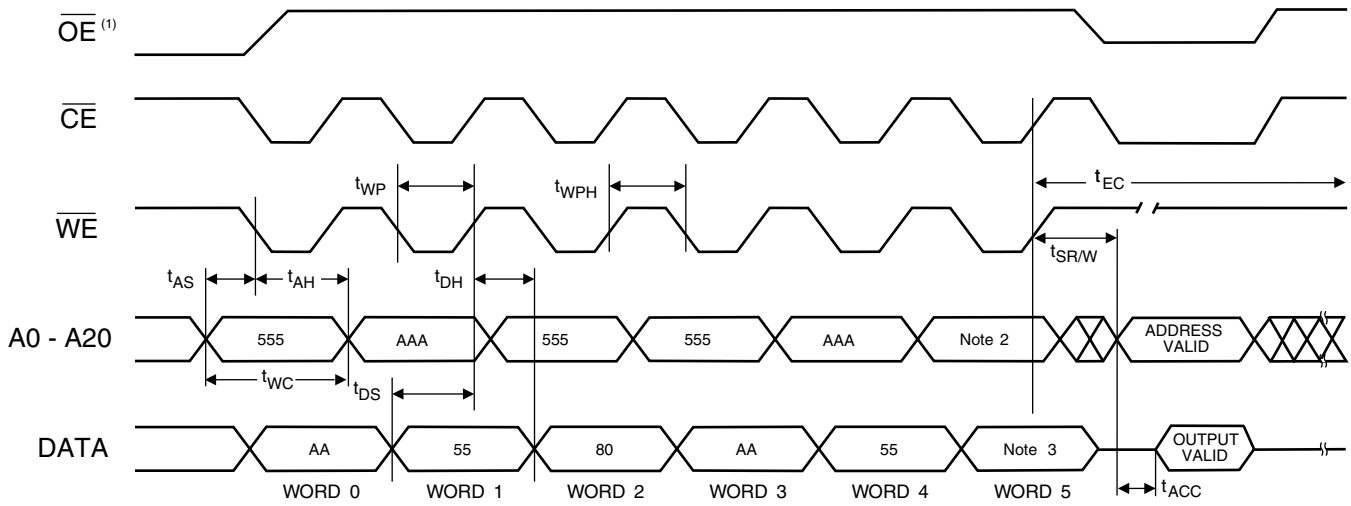 OE (1)
CE
tWP
tWPH
tEC
WE
tSR/W
tAS
tAH
tDH
A0 - A20
555
AAA
555
555
AAA
Note 2
ADDRESS
VALID
tWC
tDS
DATA
AA
55
80
AA
55
Note 3
OUTPUT
VALID
WORD 0
WORD 1
WORD 2
WORD 3
WORD 4
WORD 5
tACC